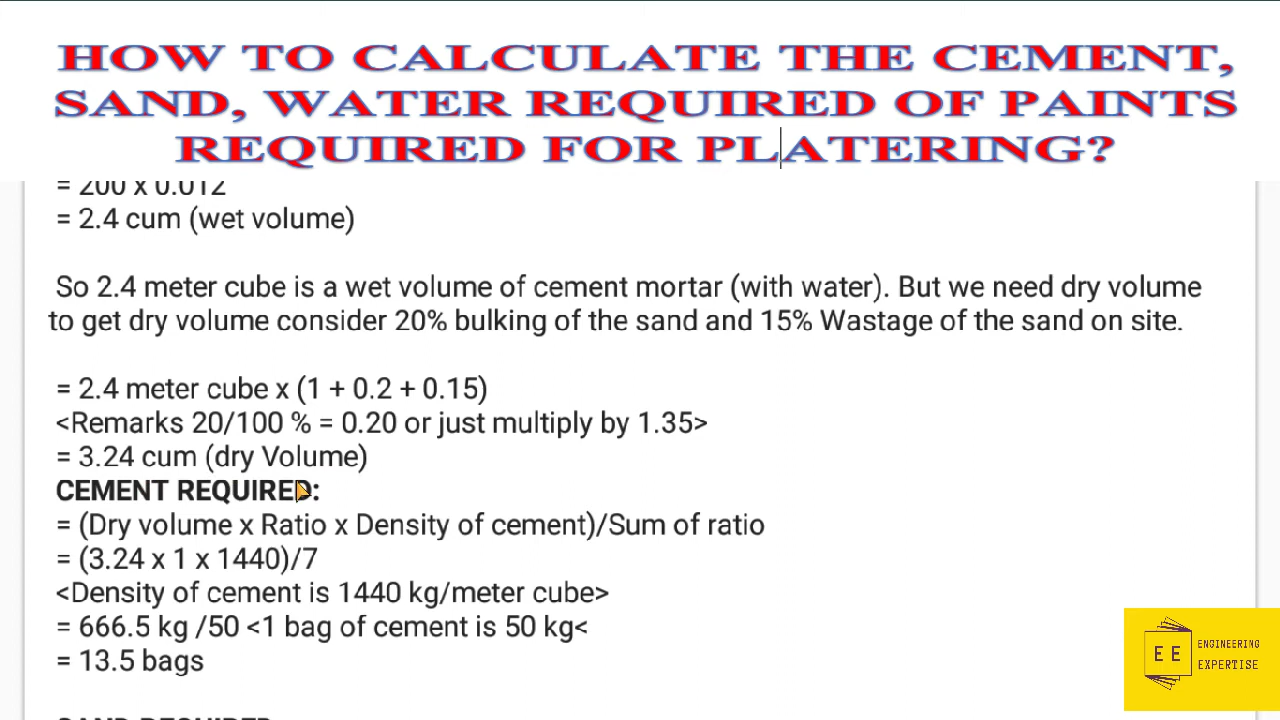 HOW TO CALCULATE THE CEMENT,
SAND, WATER REQUIRED OF PAINTS
REQUIRED FOR PLATERING?
= 200 x 0.012
= 2.4 cum (wet volume)
So 2.4 meter cube is a wet volume of cement mortar (with water). But we need dry volume
to get dry volume consider 20% bulking of the sand and 15% Wastage of the sand on site.
= 2.4 meter cube x (1 + 0.2 + 0.15)
<Remarks 20/100 % = 0.20 or just multiply by 1.35>
= 3.24 cum (dry Volume)
CEMENT REQUIRED:
= (Dry volume x Ratio x Density of cement)/Sum of ratio
= (3.24 x 1 x 1440)/7
<Density of cement is 1440 kg/meter cube>
= 666.5 kg /50 <1 bag of cement is 50 kg<
= 13.5 bags
SAND REQUIRED
E E
ENGINEERING
EXPERTISE